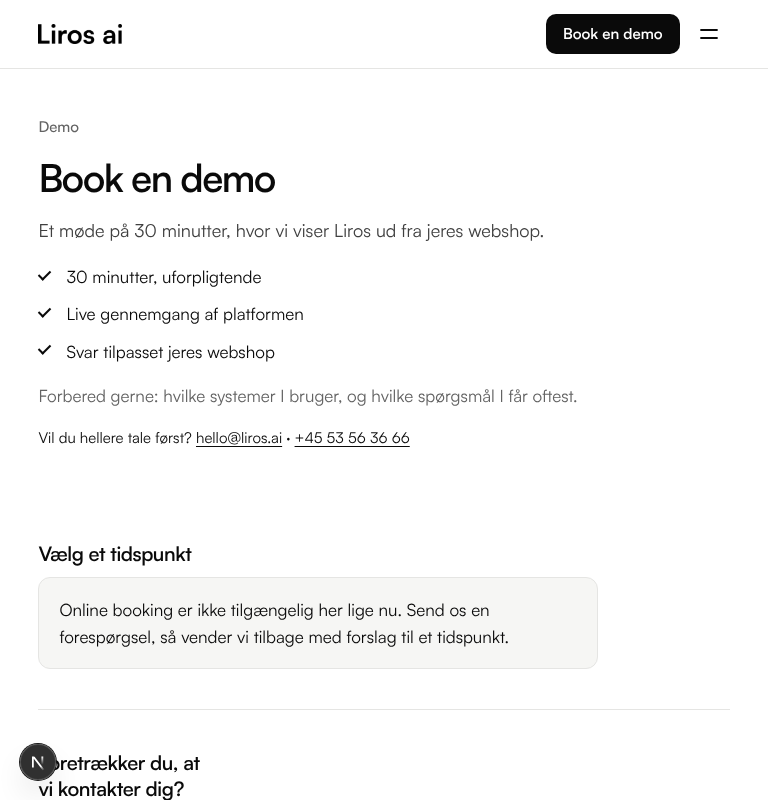 Liros ai
Book en demo
Demo
Book en demo
Et møde på 30 minutter, hvor vi viser Liros ud fra jeres webshop.
30 minutter, uforpligtende
Live gennemgang af platformen
Svar tilpasset jeres webshop
Forbered gerne: hvilke systemer I bruger, og hvilke spørgsmål I får oftest.
Vil du hellere tale først? hello@liros.ai · +45 53 56 36 66
Vælg et tidspunkt
Online booking er ikke tilgængelig her lige nu. Send os en
forespørgsel, så vender vi tilbage med forslag til et tidspunkt.
N
du, at
vi kontakter dig?